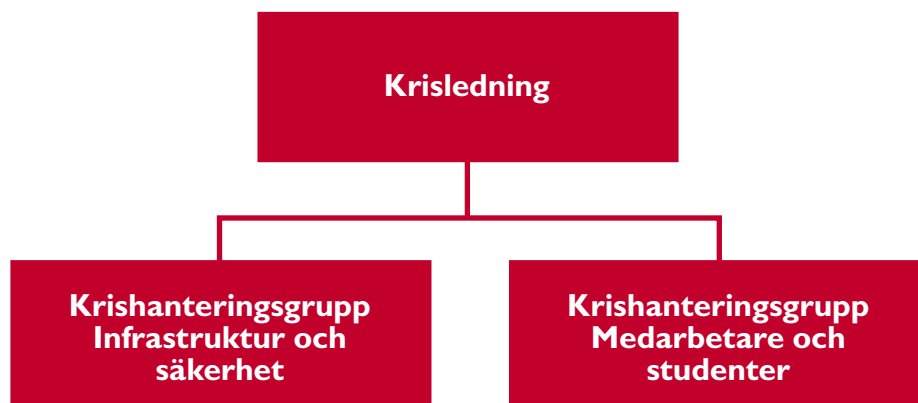 Krisledning
Krishanteringsgrupp
Infrastruktur och
säkerhet
Krishanteringsgrupp
Medarbetare och
studenter